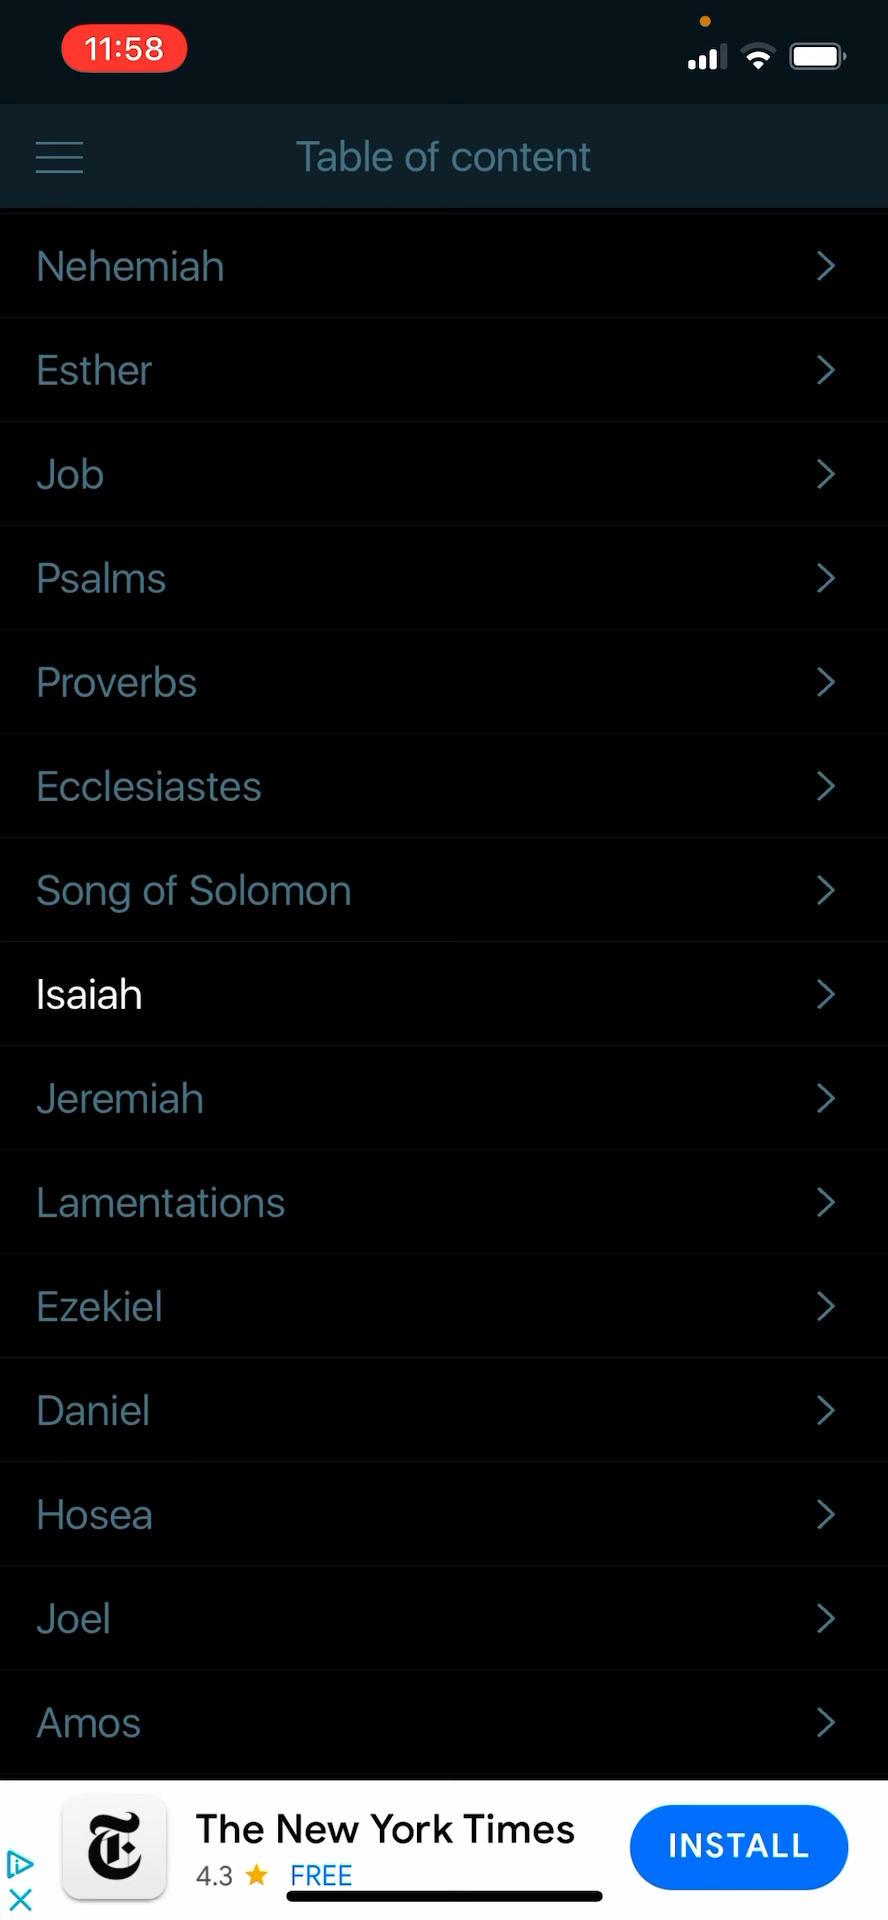 11:58
Table of content
Nehemiah
Esther
Job
Psalms
Proverbs
Ecclesiastes
Song of Solomon
Isaiah
Jeremiah
Lamentations
Ezekiel
Daniel
Hosea
Joel
Amos
The New York Times
4.3 ★ FREE
INSTALL